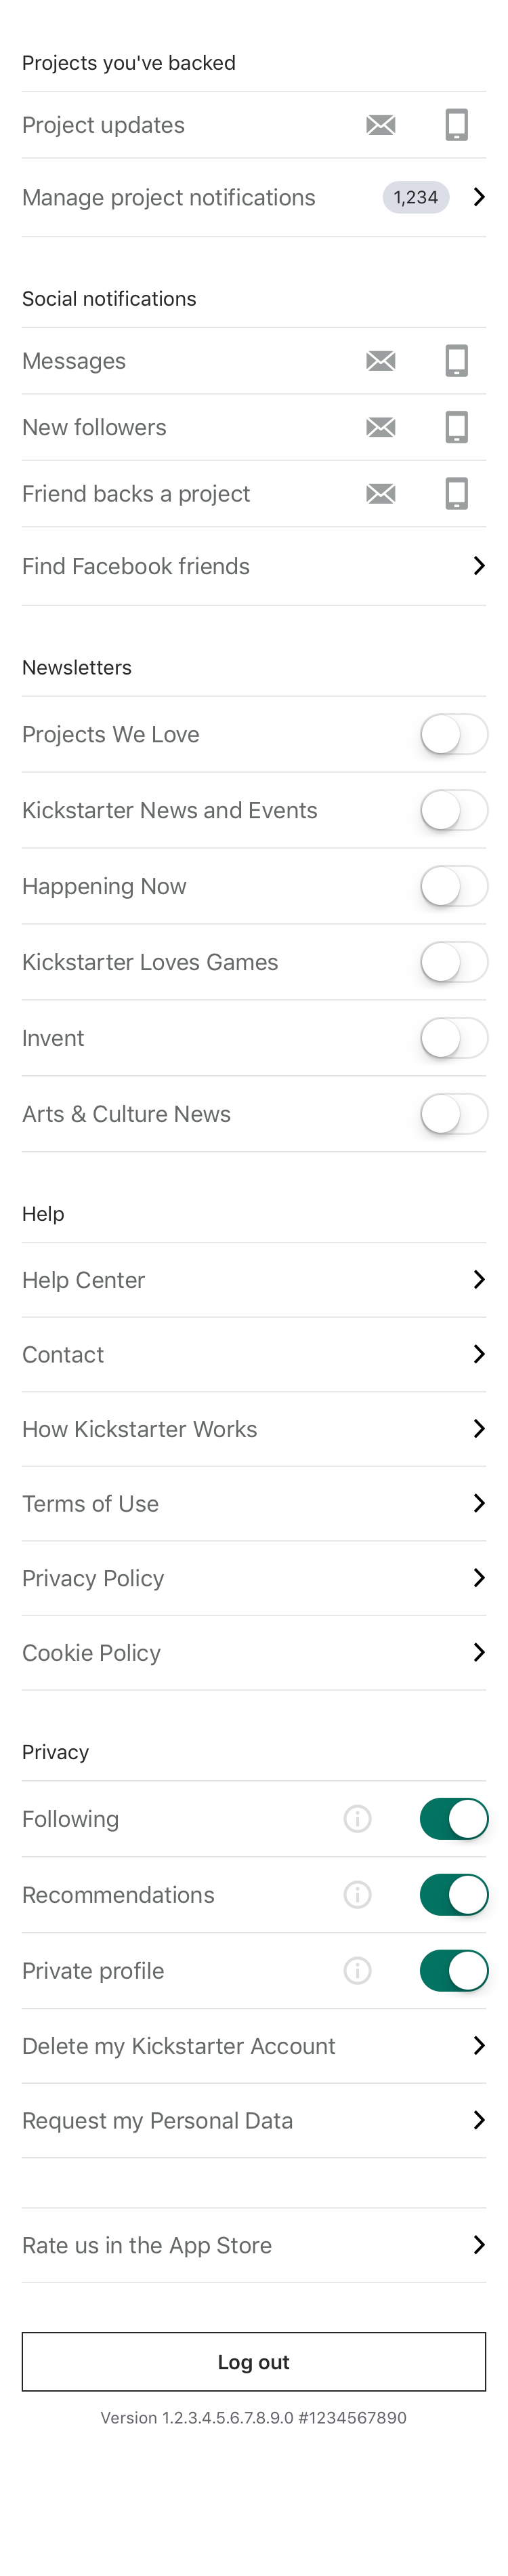 Projects you've backed
Project updates
Manage project notifications 1,234
Social notifications
Messages
New followers
Friend backs a project
Find Facebook friends
Newsletters
Projects We Love
Kickstarter News and Events
Happening Now
Kickstarter Loves Games
Invent
Arts & Culture News
Help
Help Center
Contact
How Kickstarter Works
Terms of Use
Privacy Policy
Cookie Policy
Privacy
Following
Recommendations
Private profile
Delete my Kickstarter Account
Request my Personal Data
Rate us in the App Store
Log out
Version 1.2.3.4.5.6.7.8.9.0 #1234567890